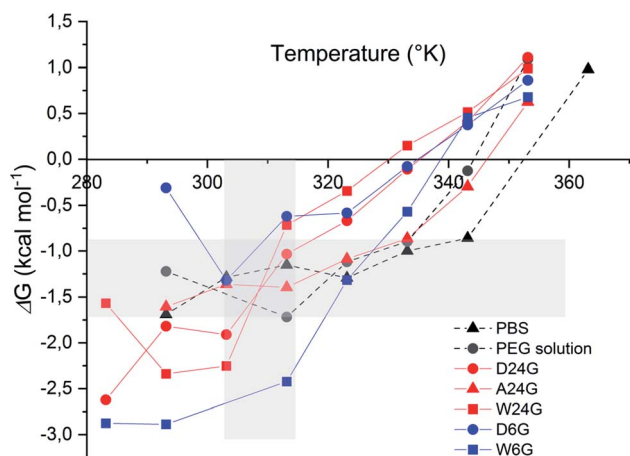 1,5
1,0
0,5
0,0
-0,5
-1,0
-1,5
-2,0
-2,5
-3,0
ΔG (kcal mol⁻¹)
Temperature (°K)
280
300
320
340
360
PBS
PEG solution
D24G
A24G
W24G
D6G
W6G